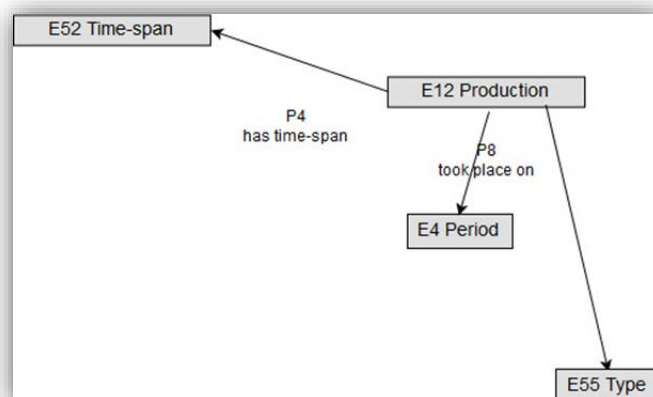 E52 Time-span
E12 Production
P4
has time-span
P8
took place on
E4 Period
E55 Type